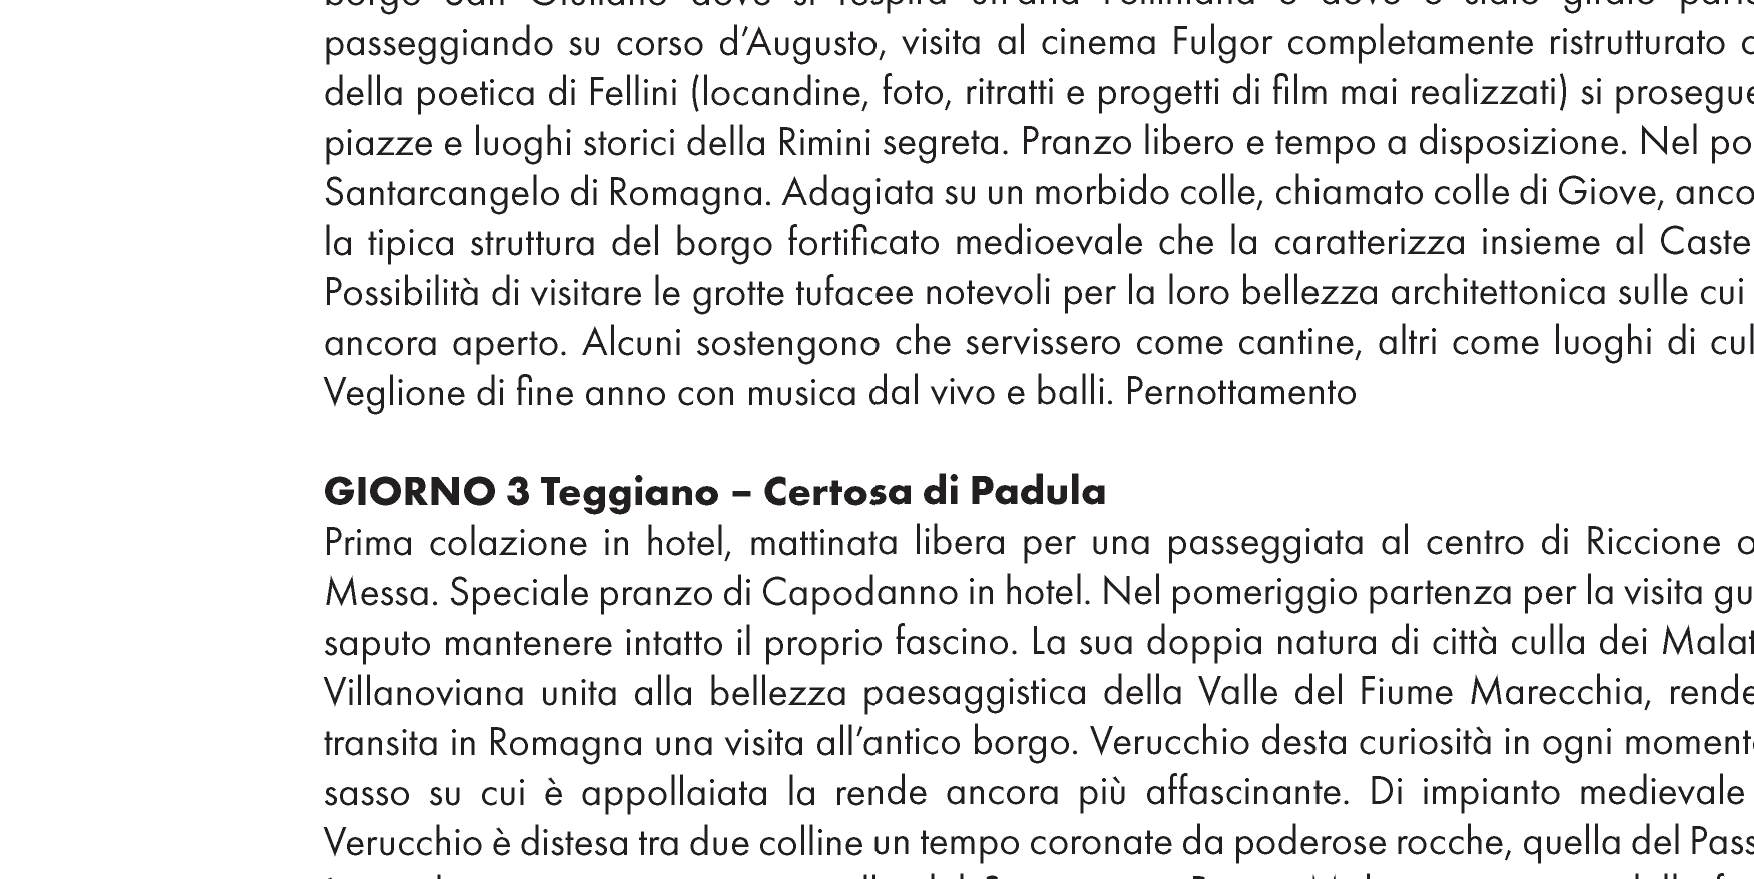 passeggiando su corso d’Augusto, visita al cinema Fulgor completamente ristrutturato
della poetica di Fellini (locandine, foto, ritratti e progetti di film mai realizzati) si prosegue
piazze e luoghi storici della Rimini segreta. Pranzo libero e tempo a disposizione. Nel po
Santarcangelo di Romagna. Adagiata su un morbido colle, chiamato colle di Giove, anco
la tipica struttura del borgo fortificato medioevale che la caratterizza insieme al Caste
Possibilità di visitare le grotte tufacee notevoli per la loro bellezza architettonica sulle cui
ancora aperto. Alcuni sostengono che servissero come cantine, altri come luoghi di cul
Veglione di fine anno con musica dal vivo e balli. Pernottamento
GIORNO 3 Teggiano – Certosa di Padula
Prima colazione in hotel, mattinata libera per una passeggiata al centro di Riccione o
Messa. Speciale pranzo di Capodanno in hotel. Nel pomeriggio partenza per la visita gu
saputo mantenere intatto il proprio fascino. La sua doppia natura di città culla dei Malat
Villanoviana unita alla bellezza paesaggistica della Valle del Fiume Marecchia, rende
transita in Romagna una visita all’antico borgo. Verucchio desta curiosità in ogni moment
sasso su cui è appollaiata la rende ancora più affascinante. Di impianto medievale
Verucchio è distesa tra due colline un tempo coronate da poderose rocche, quella del Pass